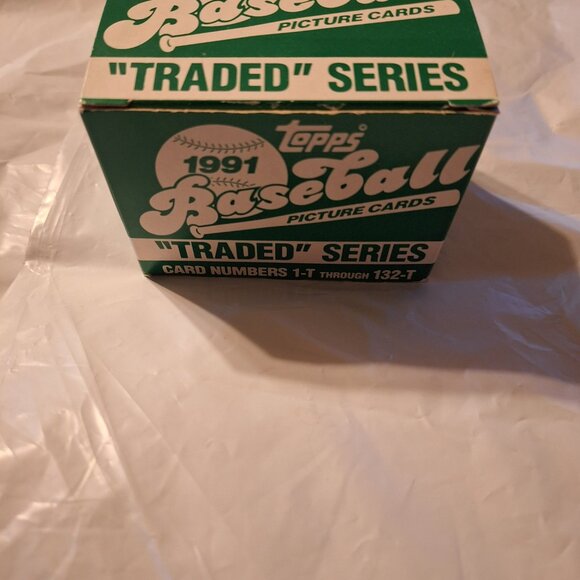 Baseball
PICTURE CARDS
"TRADED" SERIES
topps
1991
Baseball
PICTURE CARDS
"TRADED" SERIES
CARD NUMBERS 1-T THROUGH 132-T